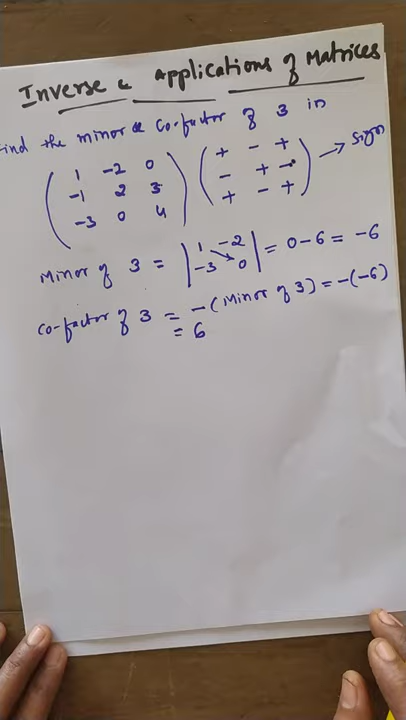 Inverse & Applications of Matrices
Find the minor & Co-factor of 3 in
( 1 -2 0 ) ( + - + )
( -1 2 3 ) ( - + - ) → Sign
( -3 0 4 ) ( + - + )
Minor of 3 = | 1 -2 | = 0-6 = -6
| -3 0 |
Co-factor of 3 = -(Minor of 3) = -(-6)
= 6